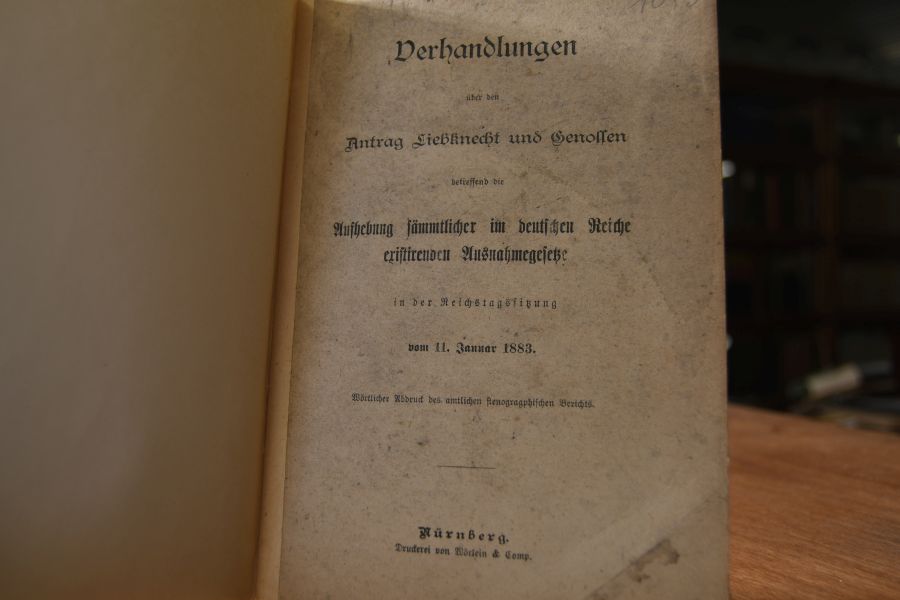 Verhandlungen
über den
Antrag Liebknecht und Genossen
betreffend die
Aufhebung sämmtlicher im deutschen Reiche
existirenden Ausnahmegesetze
in der Reichstagssitzung
vom 11. Januar 1883.
Wörtlicher Abdruck des amtlichen stenographischen Berichts.
Nürnberg.
Druckerei von Wörlein & Comp.